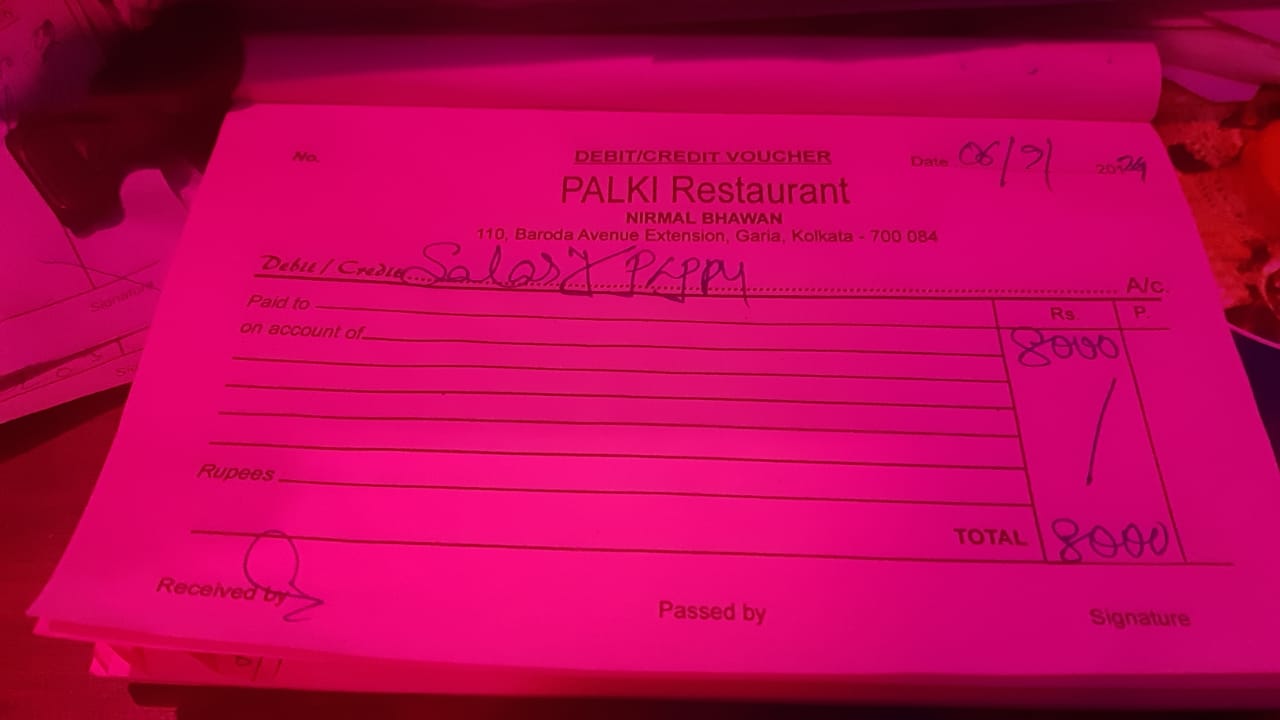 No.
DEBIT/CREDIT VOUCHER
Date 06/9/ 2024
PALKI Restaurant
NIRMAL BHAWAN
110, Baroda Avenue Extension, Garia, Kolkata - 700 084
Debit / Credit Salary A/c.
Paid to
Rs. P.
on account of
8000
Rupees
TOTAL 8000
Received by
Passed by
Signature
Signature